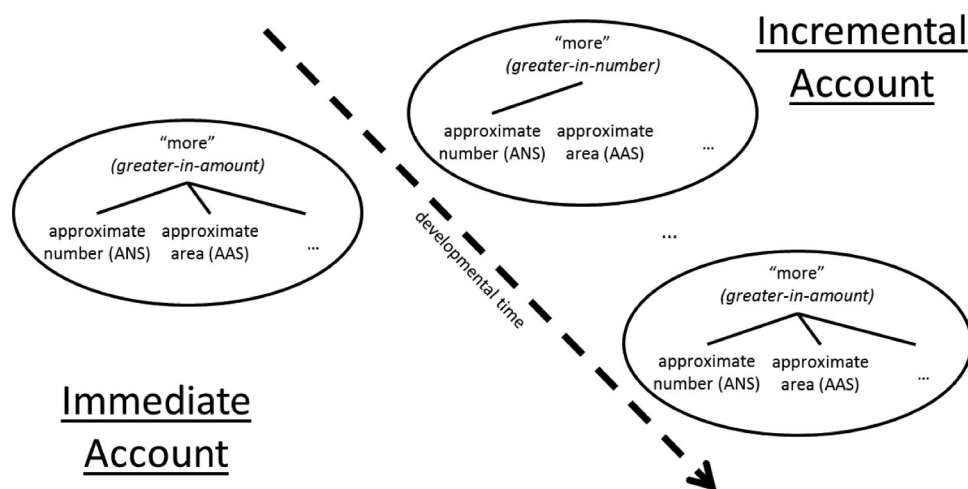 Incremental
Account
“more”
(greater-in-number)
approximate
number (ANS)
approximate
area (AAS)
...
“more”
(greater-in-amount)
approximate
number (ANS)
approximate
area (AAS)
...
developmental time
...
“more”
(greater-in-amount)
approximate
number (ANS)
approximate
area (AAS)
...
Immediate
Account